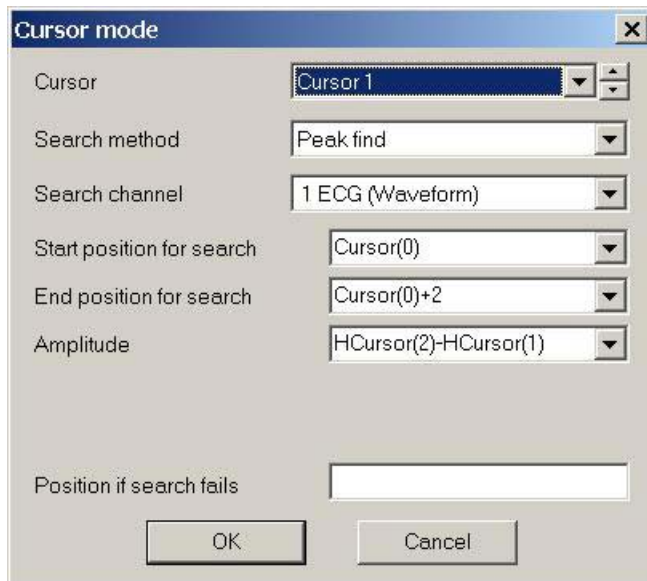 Cursor mode
Cursor Cursor 1
Search method Peak find
Search channel 1 ECG (Waveform)
Start position for search Cursor(0)
End position for search Cursor(0)+2
Amplitude HCursor(2)-HCursor(1)
Position if search fails
OK Cancel